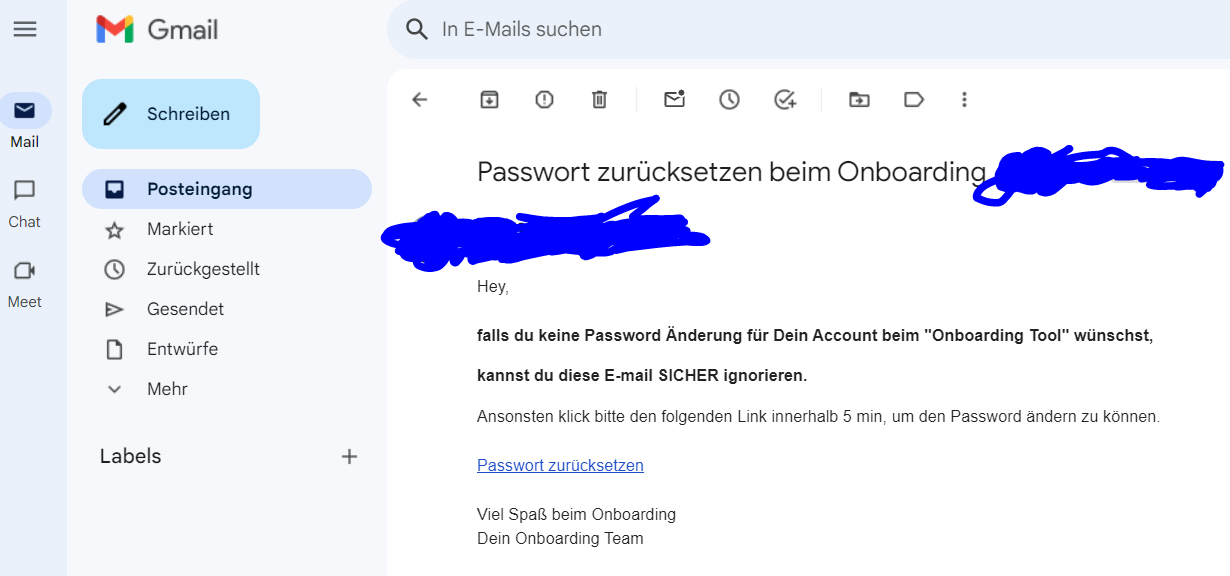 Gmail
In E-Mails suchen
Schreiben
Mail
Chat
Meet
Posteingang
Markiert
Zurückgestellt
Gesendet
Entwürfe
Mehr
Labels
Passwort zurücksetzen beim Onboarding
Hey,
falls du keine Password Änderung für Dein Account beim "Onboarding Tool" wünschst,
kannst du diese E-mail SICHER ignorieren.
Ansonsten klick bitte den folgenden Link innerhalb 5 min, um den Password ändern zu können.
Passwort zurücksetzen
Viel Spaß beim Onboarding
Dein Onboarding Team